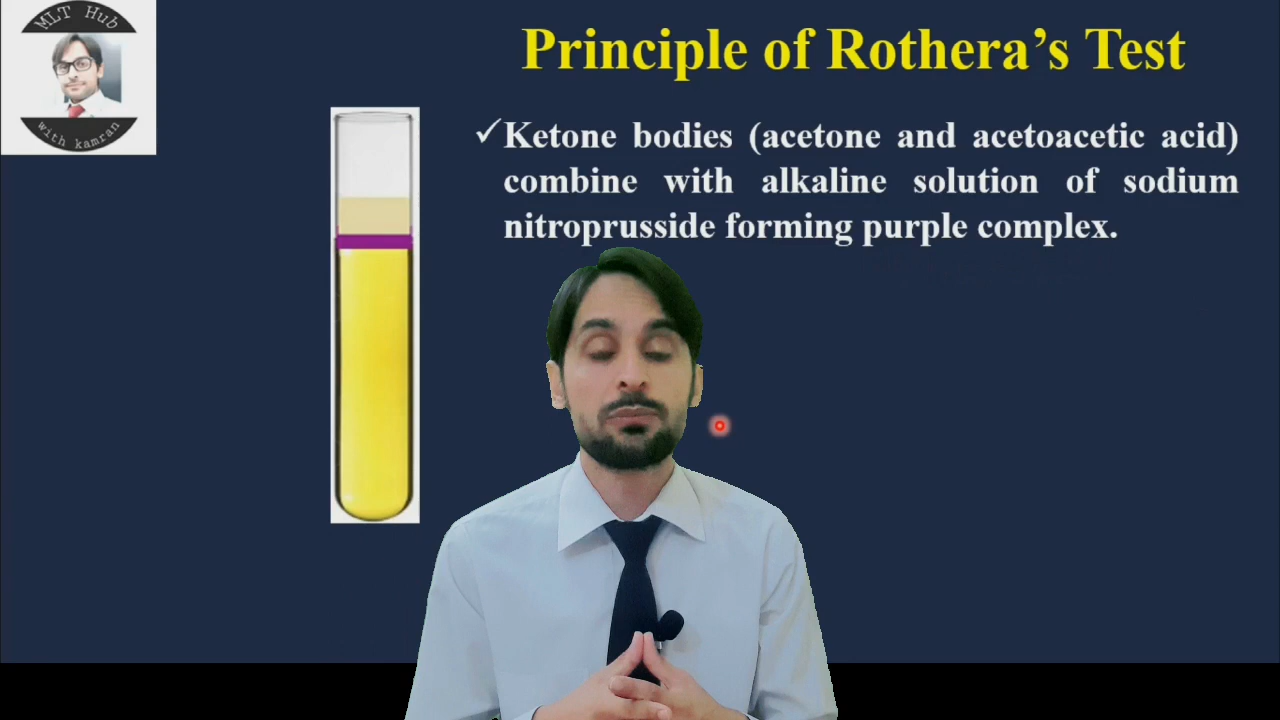 MLT Hub
with kamran
Principle of Rothera’s Test
✓Ketone bodies (acetone and acetoacetic acid)
combine with alkaline solution of sodium
nitroprusside forming purple complex.